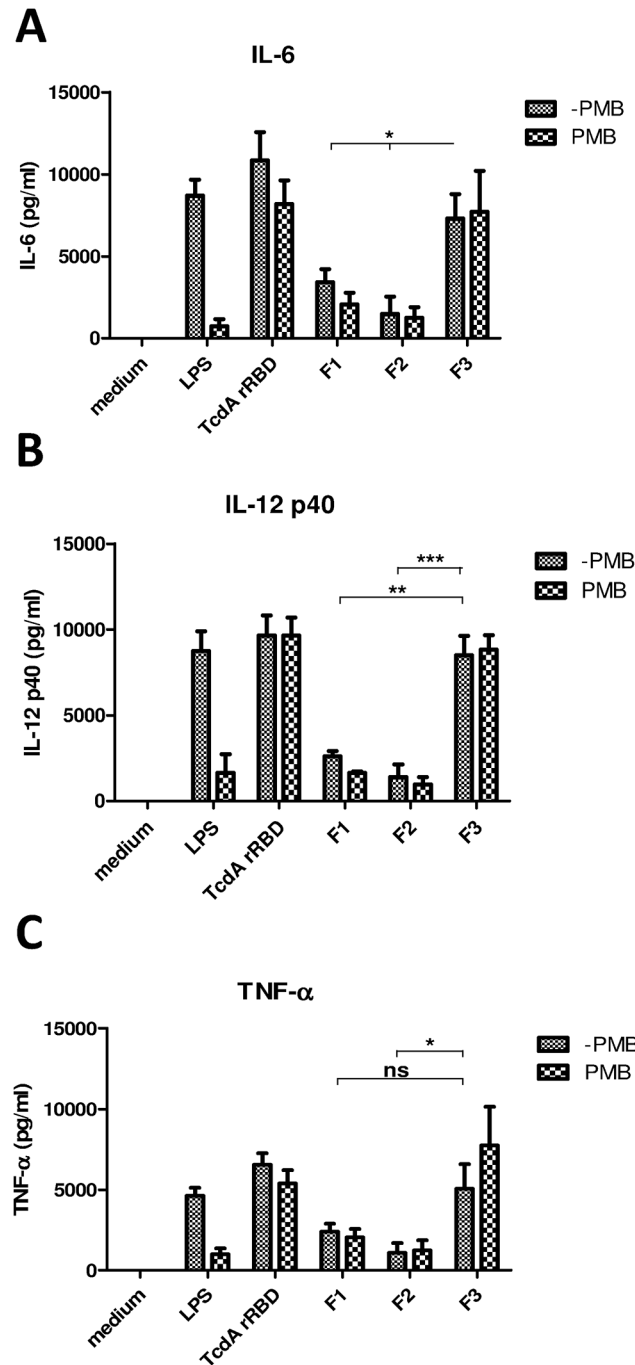 A
IL-6
15000
10000
5000
0
IL-6 (pg/ml)
-PMB
PMB
*
medium
LPS
TcdA rRBD
F1
F2
F3
B
IL-12 p40
15000
10000
5000
0
IL-12 p40 (pg/ml)
-PMB
PMB
***
**
medium
LPS
TcdA rRBD
F1
F2
F3
C
TNF-α
15000
10000
5000
0
TNF-α (pg/ml)
-PMB
PMB
*
ns
medium
LPS
TcdA rRBD
F1
F2
F3